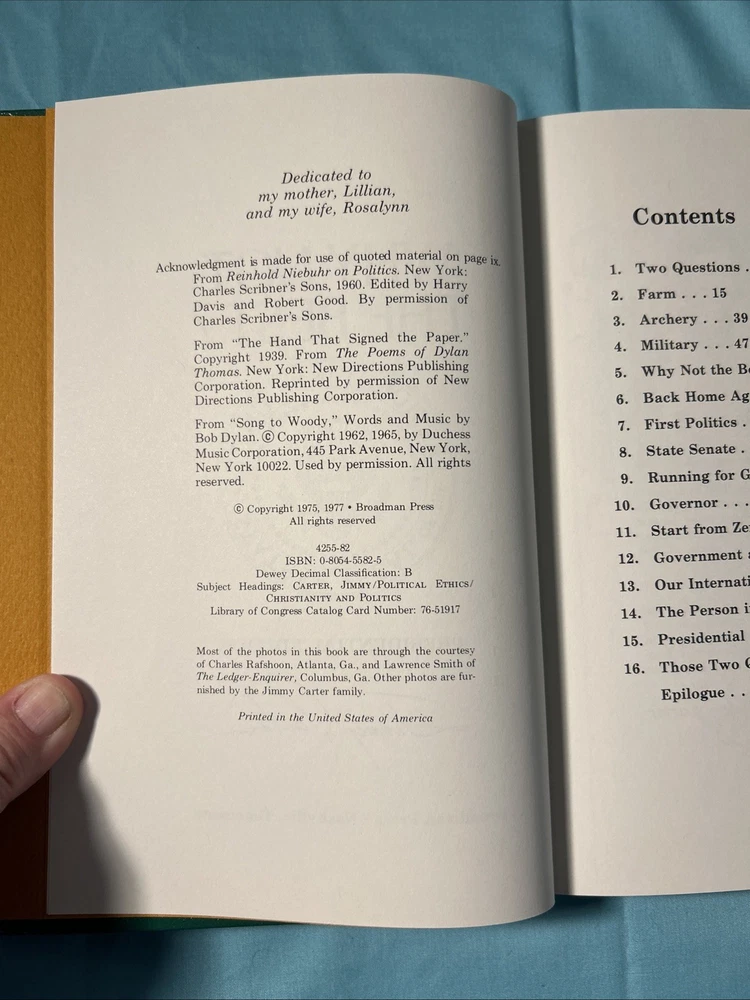 Dedicated to
my mother, Lillian,
and my wife, Rosalynn
Acknowledgment is made for use of quoted material on page ix.
From Reinhold Niebuhr on Politics. New York:
Charles Scribner's Sons, 1960. Edited by Harry
Davis and Robert Good. By permission of
Charles Scribner's Sons.
From "The Hand That Signed the Paper,"
Copyright 1939. From The Poems of Dylan
Thomas. New York: New Directions Publishing
Corporation. Reprinted by permission of New
Directions Publishing Corporation.
From "Song to Woody," Words and Music by
Bob Dylan. © Copyright 1962, 1965, by Duchess
Music Corporation, 445 Park Avenue, New York,
New York 10022. Used by permission. All rights
reserved.
© Copyright 1975, 1977 • Broadman Press
All rights reserved
4255-82
ISBN: 0-8054-5582-5
Dewey Decimal Classification: B
Subject Headings: CARTER, JIMMY/POLITICAL ETHICS/
CHRISTIANITY AND POLITICS
Library of Congress Catalog Card Number: 76-51917
Most of the photos in this book are through the courtesy
of Charles Rafshoon, Atlanta, Ga., and Lawrence Smith of
The Ledger-Enquirer, Columbus, Ga. Other photos are fur-
nished by the Jimmy Carter family.
Printed in the United States of America
Contents
1. Two Questions .
2. Farm . . . 15
3. Archery . . . 39
4. Military . . . 47
5. Why Not the
6. Back Home
7. First Politics .
8. State Senate .
9. Running for
10. Governor . . .
11. Start from
12. Government
13. Our
14. The Person
15. Presidential
16. Those Two
Epilogue . .